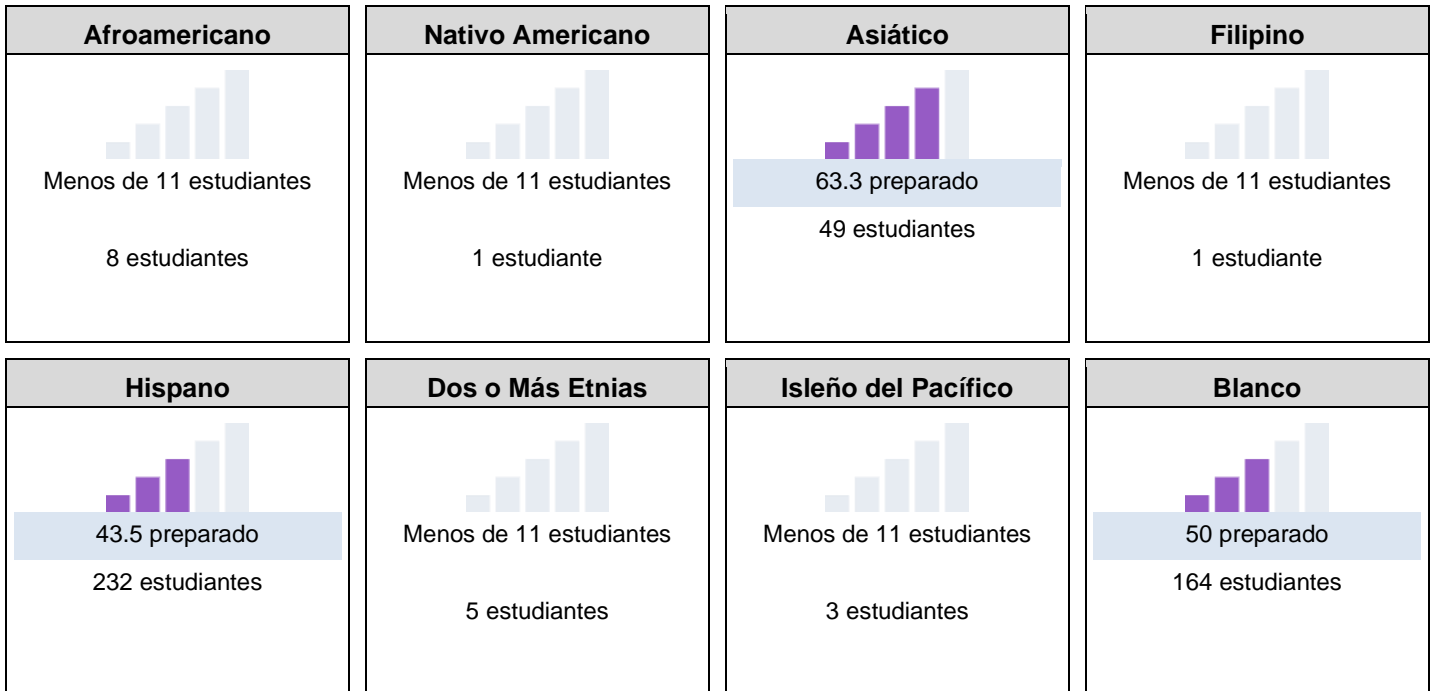 Afroamericano
Menos de 11 estudiantes
8 estudiantes
Nativo Americano
Menos de 11 estudiantes
1 estudiante
Asiático
63.3 preparado
49 estudiantes
Filipino
Menos de 11 estudiantes
1 estudiante
Hispano
43.5 preparado
232 estudiantes
Dos o Más Etnias
Menos de 11 estudiantes
5 estudiantes
Isleño del Pacífico
Menos de 11 estudiantes
3 estudiantes
Blanco
50 preparado
164 estudiantes